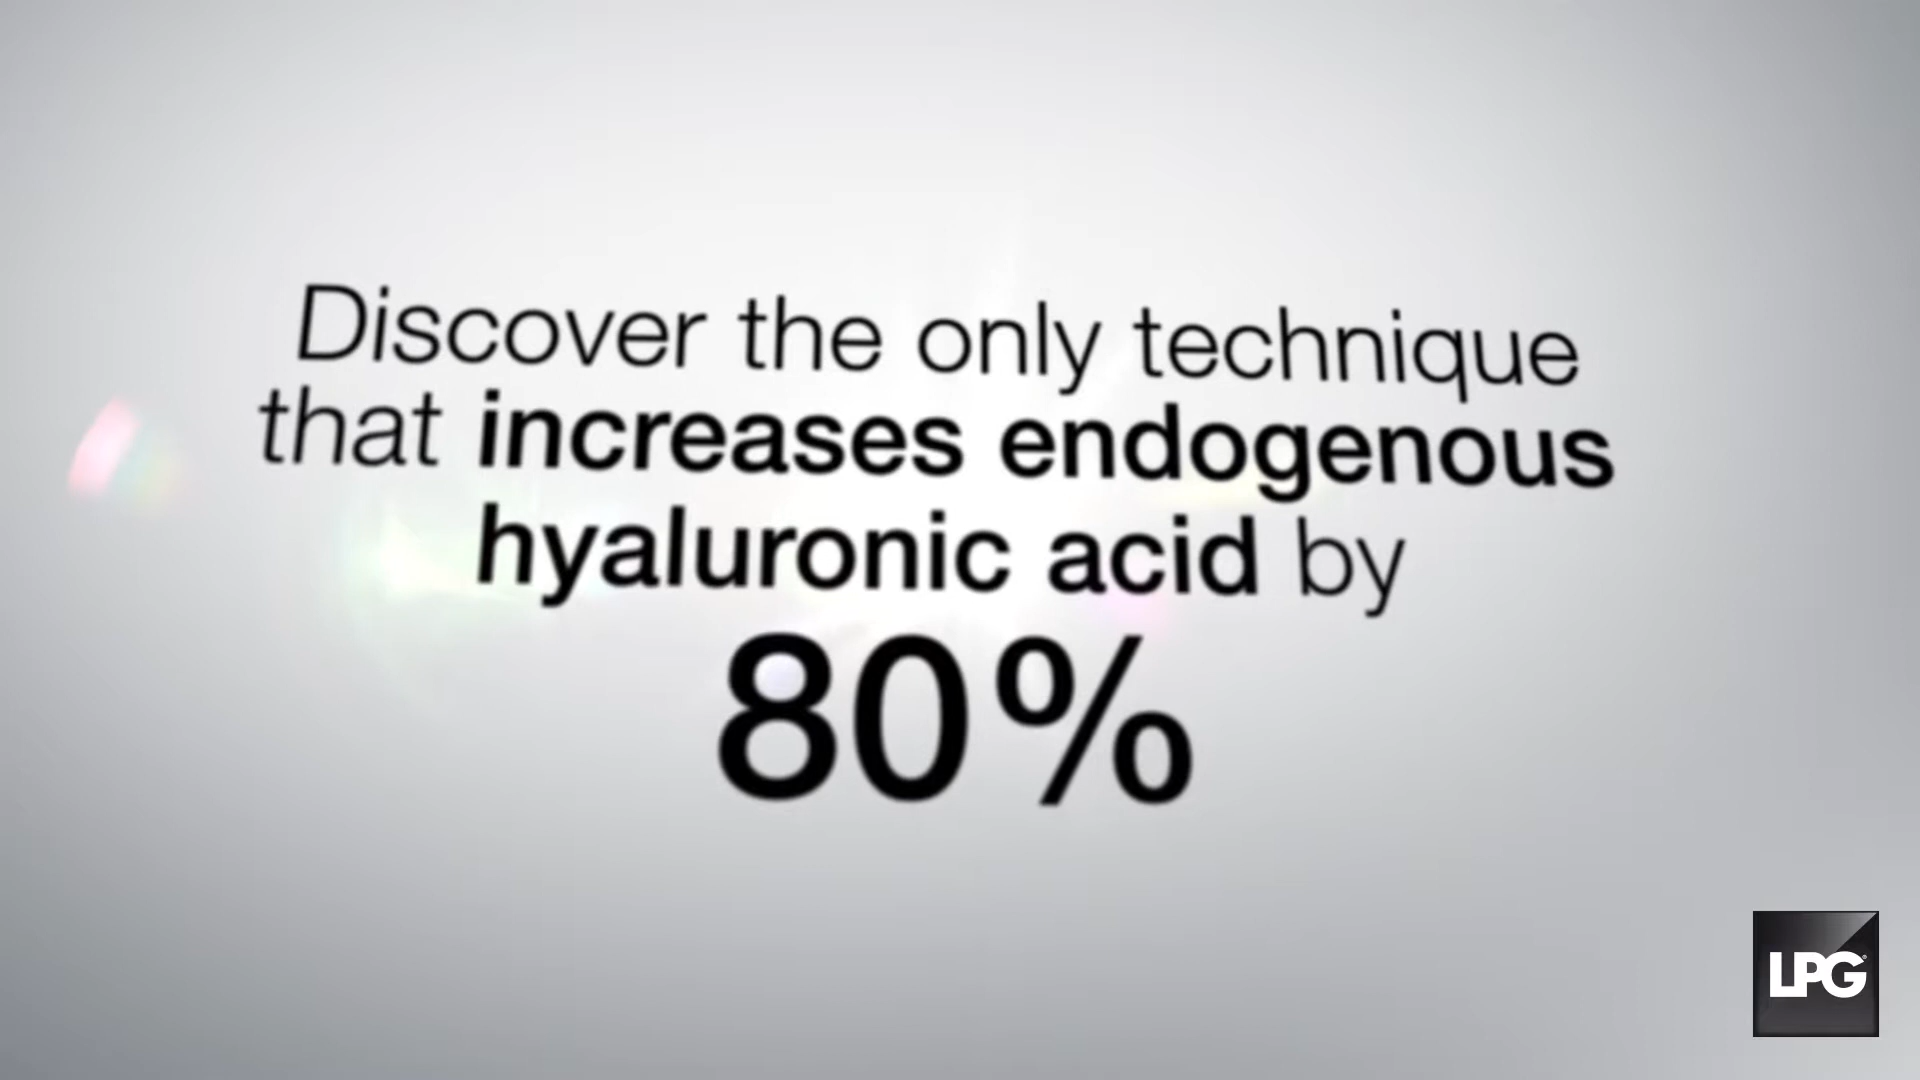 Discover the only technique
that increases endogenous
hyaluronic acid by
80%
LPG®